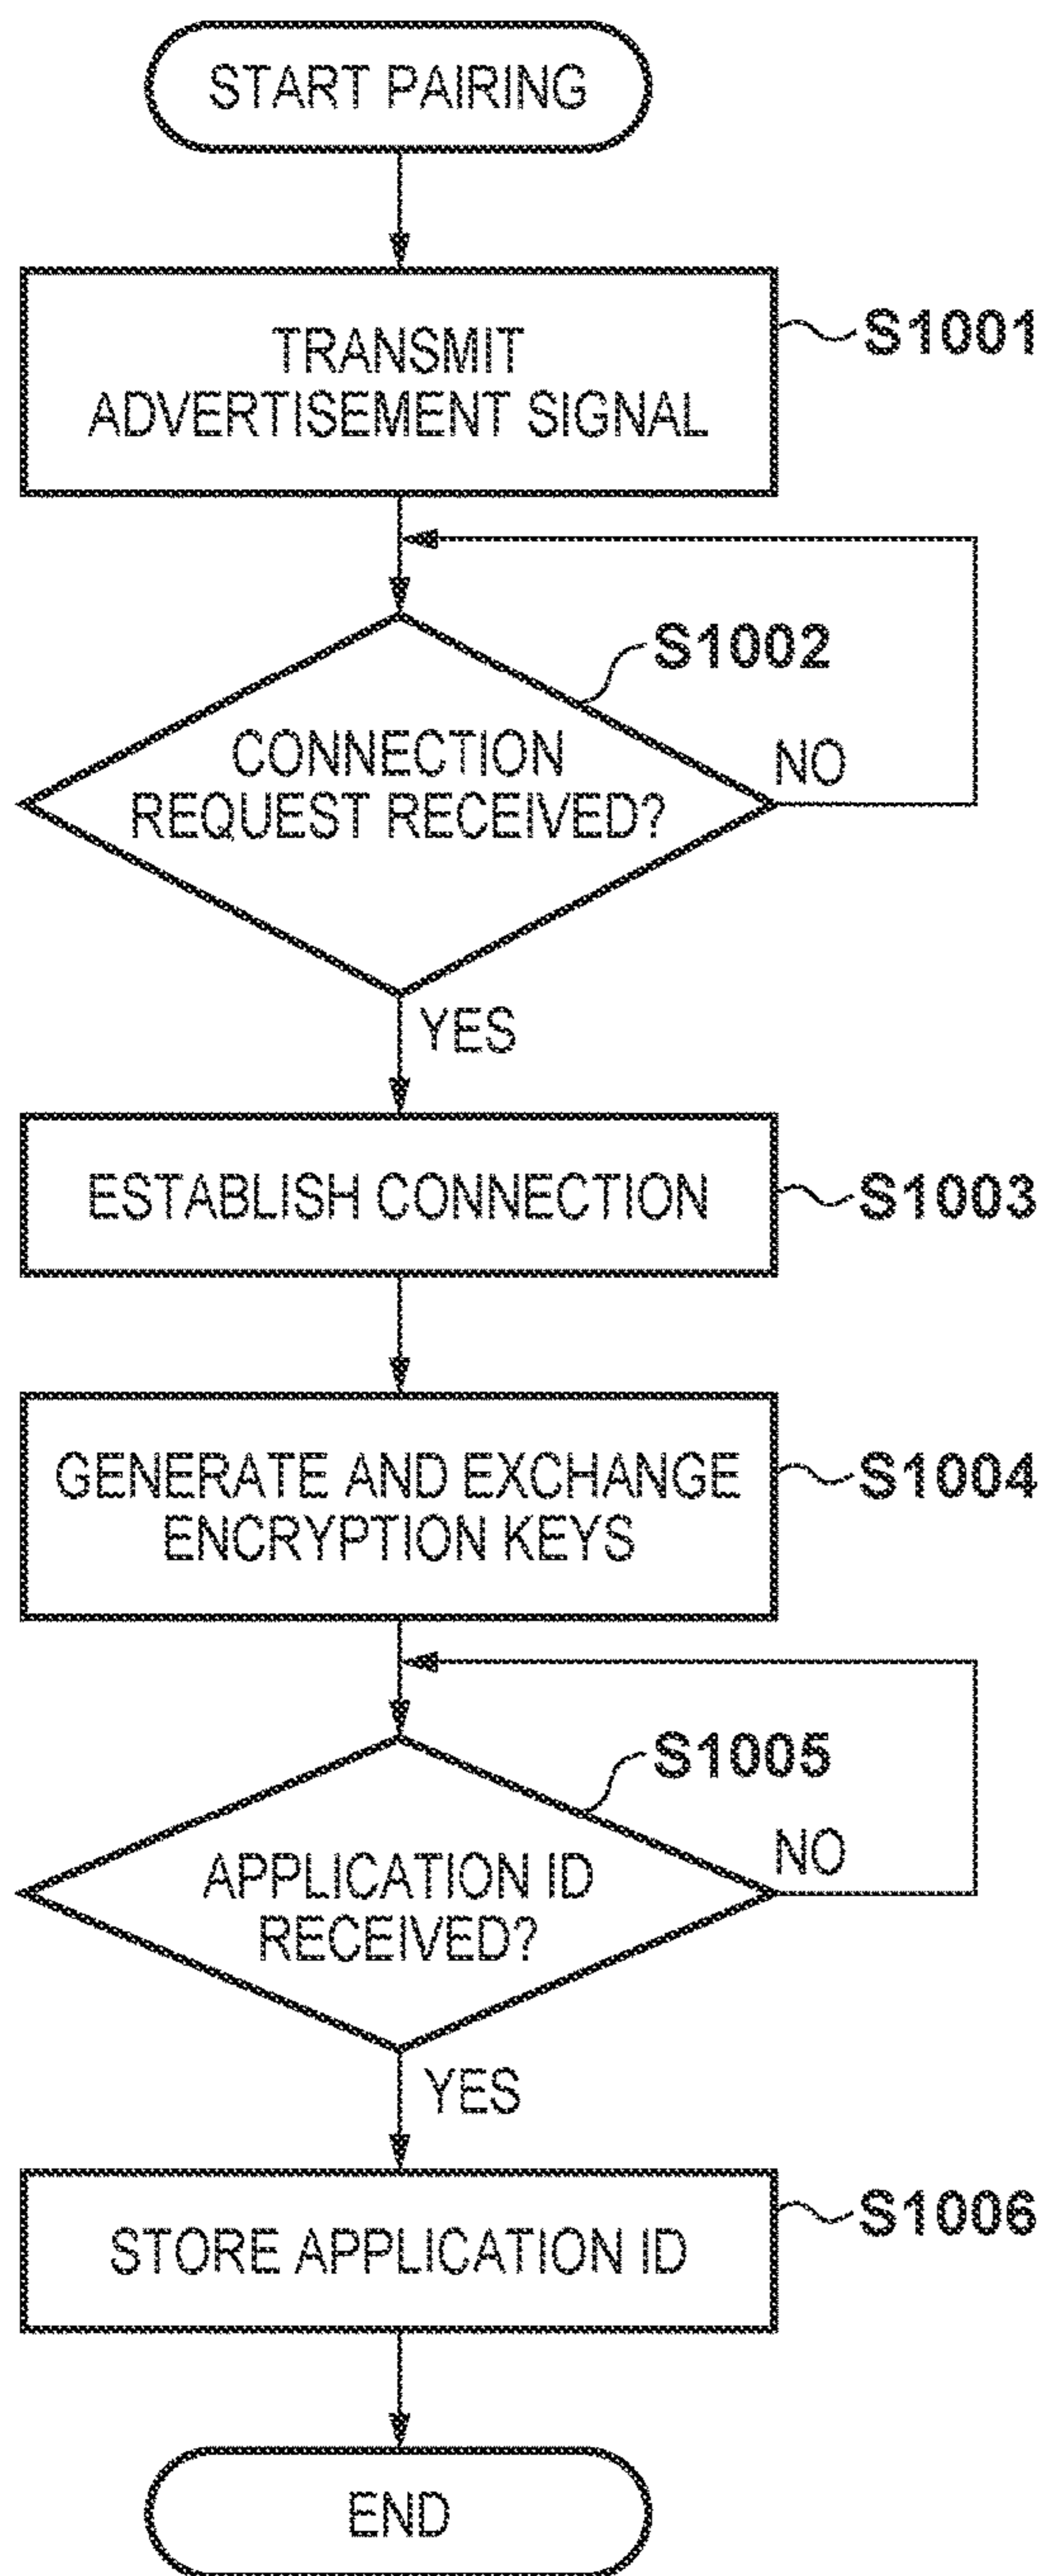 START PAIRING
TRANSMIT
ADVERTISEMENT SIGNAL
S1001
S1002
CONNECTION
REQUEST RECEIVED?
NO
YES
ESTABLISH CONNECTION
S1003
GENERATE AND EXCHANGE
ENCRYPTION KEYS
S1004
S1005
APPLICATION ID
RECEIVED?
NO
YES
STORE APPLICATION ID
S1006
END